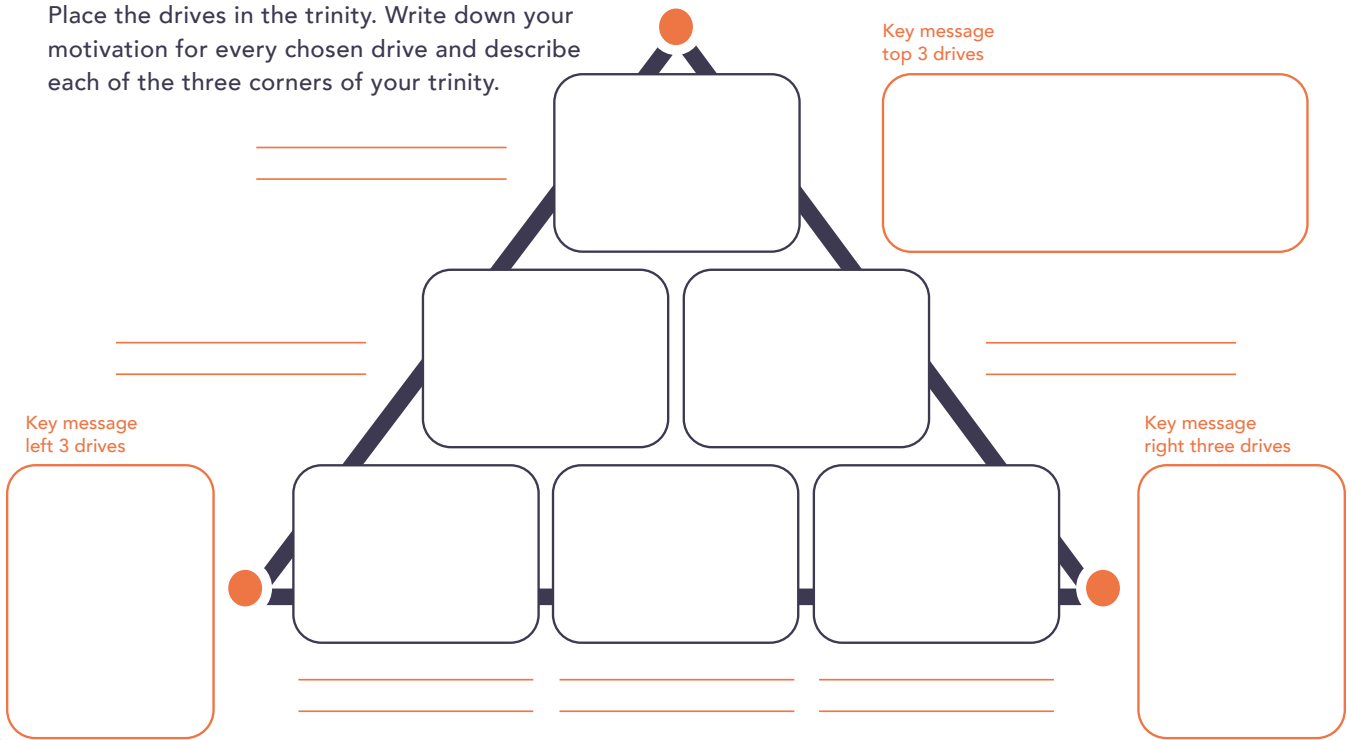 Place the drives in the trinity. Write down your
motivation for every chosen drive and describe
each of the three corners of your trinity.
Key message
top 3 drives
Key message
left 3 drives
Key message
right three drives